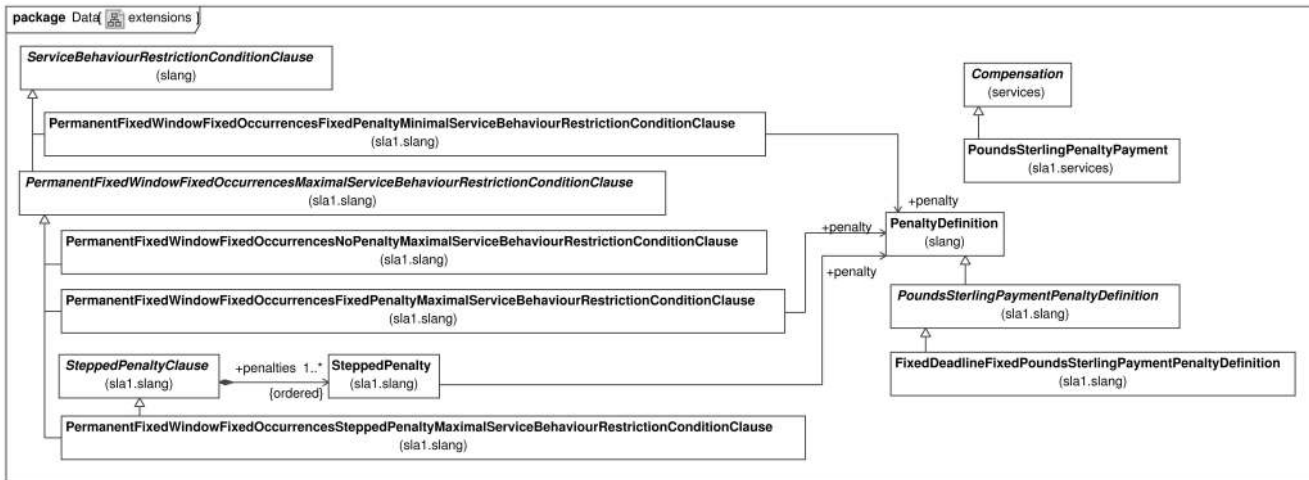 package Data[ extensions ]
ServiceBehaviourRestrictionConditionClause
(slang)
Compensation
(services)
PermanentFixedWindowFixedOccurrencesFixedPenaltyMinimalServiceBehaviourRestrictionConditionClause
(sla1.slang)
PoundsSterlingPenaltyPayment
(sla1.services)
PermanentFixedWindowFixedOccurrencesMaximalServiceBehaviourRestrictionConditionClause
(sla1.slang)
+penalty
PenaltyDefinition
(slang)
+penalty
+penalty
PermanentFixedWindowFixedOccurrencesNoPenaltyMaximalServiceBehaviourRestrictionConditionClause
(sla1.slang)
PermanentFixedWindowFixedOccurrencesFixedPenaltyMaximalServiceBehaviourRestrictionConditionClause
(sla1.slang)
PoundsSterlingPaymentPenaltyDefinition
(sla1.slang)
SteppedPenaltyClause
(sla1.slang)
+penalties 1..*
{ordered}
SteppedPenalty
(sla1.slang)
FixedDeadlineFixedPoundsSterlingPaymentPenaltyDefinition
(sla1.slang)
PermanentFixedWindowFixedOccurrencesSteppedPenaltyMaximalServiceBehaviourRestrictionConditionClause
(sla1.slang)